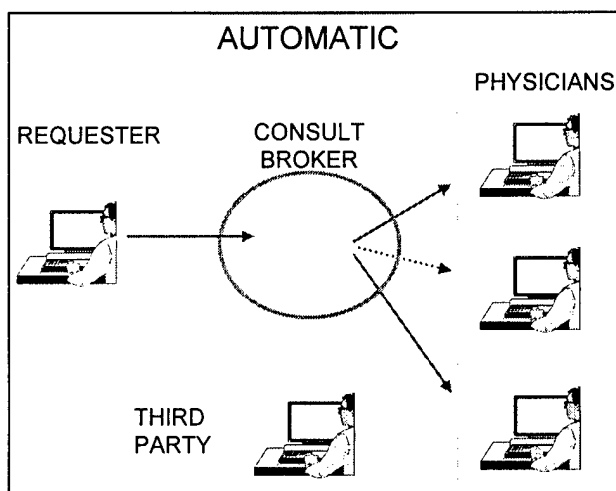 AUTOMATIC
PHYSICIANS
REQUESTER
CONSULT
BROKER
THIRD
PARTY